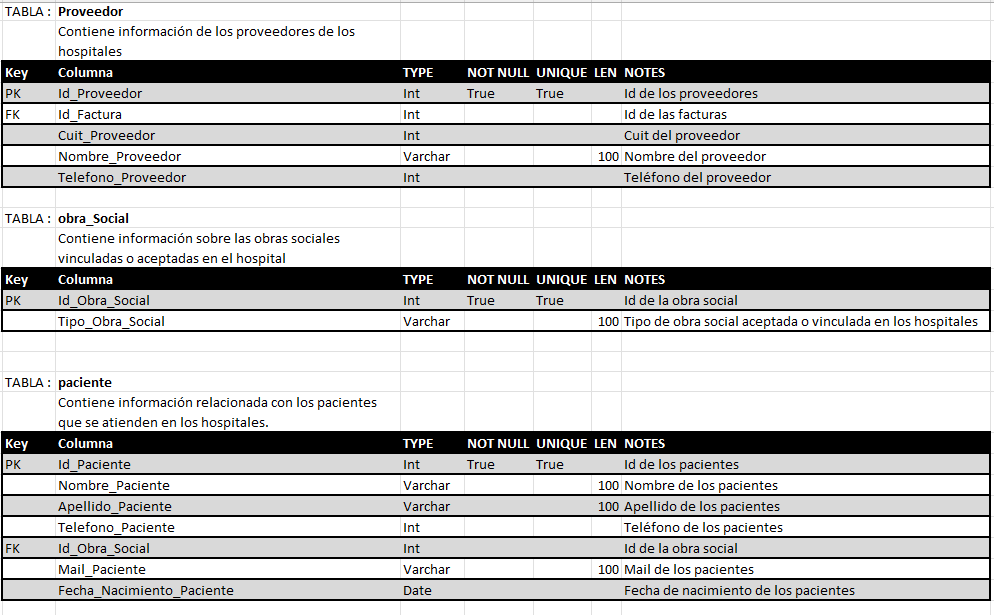 TABLA : Proveedor
Contiene información de los proveedores de los
hospitales
Key Columna TYPE NOT NULL UNIQUE LEN NOTES
PK Id_Proveedor Int True True Id de los proveedores
FK Id_Factura Int Id de las facturas
Cuit_Proveedor Int Cuit del proveedor
Nombre_Proveedor Varchar 100 Nombre del proveedor
Telefono_Proveedor Int Teléfono del proveedor
TABLA : obra_Social
Contiene información sobre las obras sociales
vinculadas o aceptadas en el hospital
Key Columna TYPE NOT NULL UNIQUE LEN NOTES
PK Id_Obra_Social Int True True Id de la obra social
Tipo_Obra_Social Varchar 100 Tipo de obra social aceptada o vinculada en los hospitales
TABLA : paciente
Contiene información relacionada con los pacientes
que se atienden en los hospitales.
Key Columna TYPE NOT NULL UNIQUE LEN NOTES
PK Id_Paciente Int True True Id de los pacientes
Nombre_Paciente Varchar 100 Nombre de los pacientes
Apellido_Paciente Varchar 100 Apellido de los pacientes
Telefono_Paciente Int Teléfono de los pacientes
FK Id_Obra_Social Int Id de la obra social
Mail_Paciente Varchar 100 Mail de los pacientes
Fecha_Nacimiento_Paciente Date Fecha de nacimiento de los pacientes